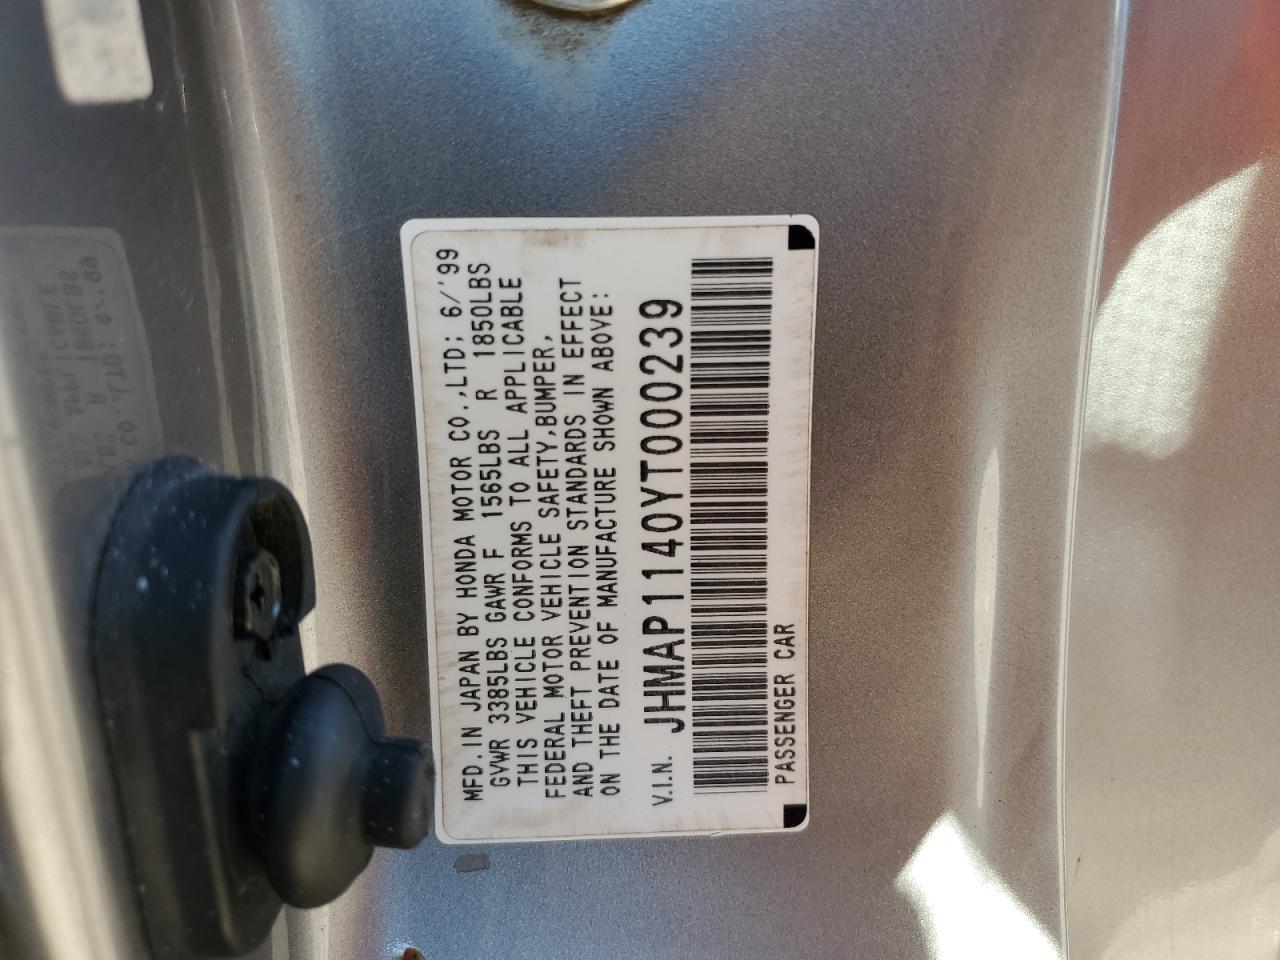 MFD. IN JAPAN BY HONDA MOTOR CO.,LTD; 6/'99
GVWR 3385LBS GAWR F 1565LBS R 1850LBS
THIS VEHICLE CONFORMS TO ALL APPLICABLE
FEDERAL MOTOR VEHICLE SAFETY,BUMPER,
AND THEFT PREVENTION STANDARDS IN EFFECT
ON THE DATE OF MANUFACTURE SHOWN ABOVE:
V.I.N. JHMAP1140YT000239
PASSENGER CAR